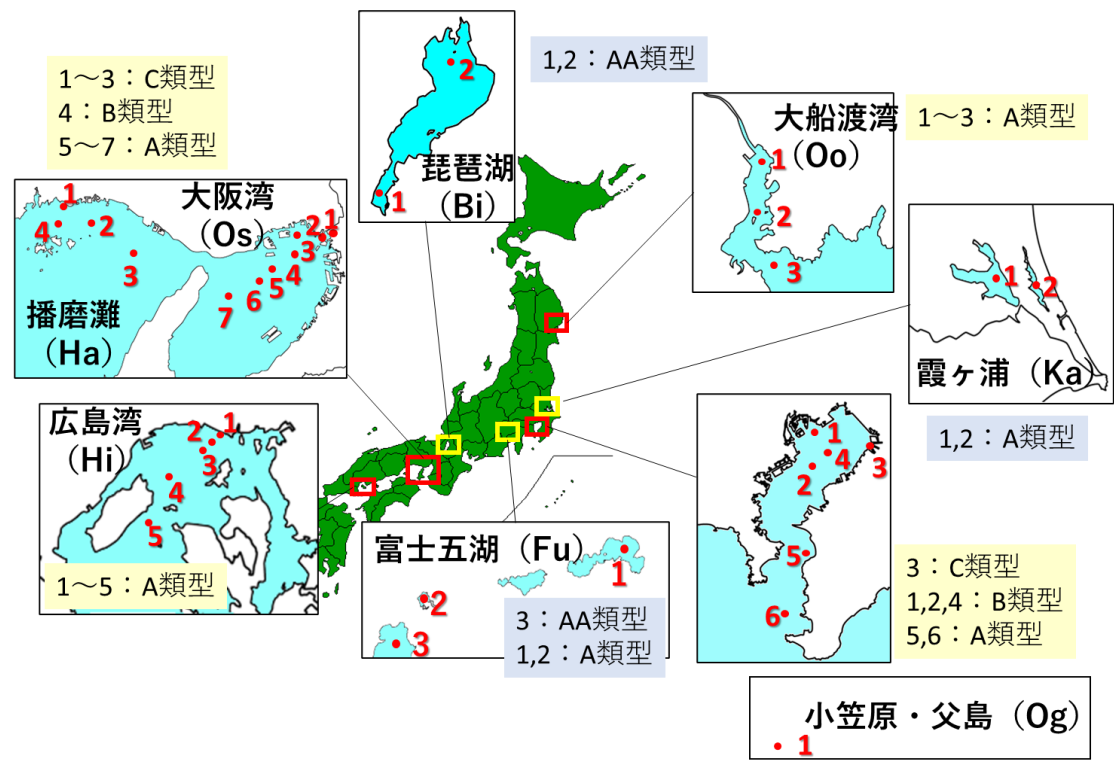 1～3：C類型
4：B類型
5～7：A類型
2
琵琶湖
(Bi)
1
1,2：AA類型
大船渡湾
(Oo)
1
2
3
1～3：A類型
大阪湾
(Os)
1
2
3
4
5
6
7
1
2
3
4
播磨灘
(Ha)
1
2
霞ヶ浦（Ka）
1,2：A類型
広島湾
(Hi)
1
2
3
4
5
1～5：A類型
富士五湖（Fu）
1
2
3
3：AA類型
1,2：A類型
1
4
3
2
5
6
3：C類型
1,2,4：B類型
5,6：A類型
小笠原・父島（Og）
1